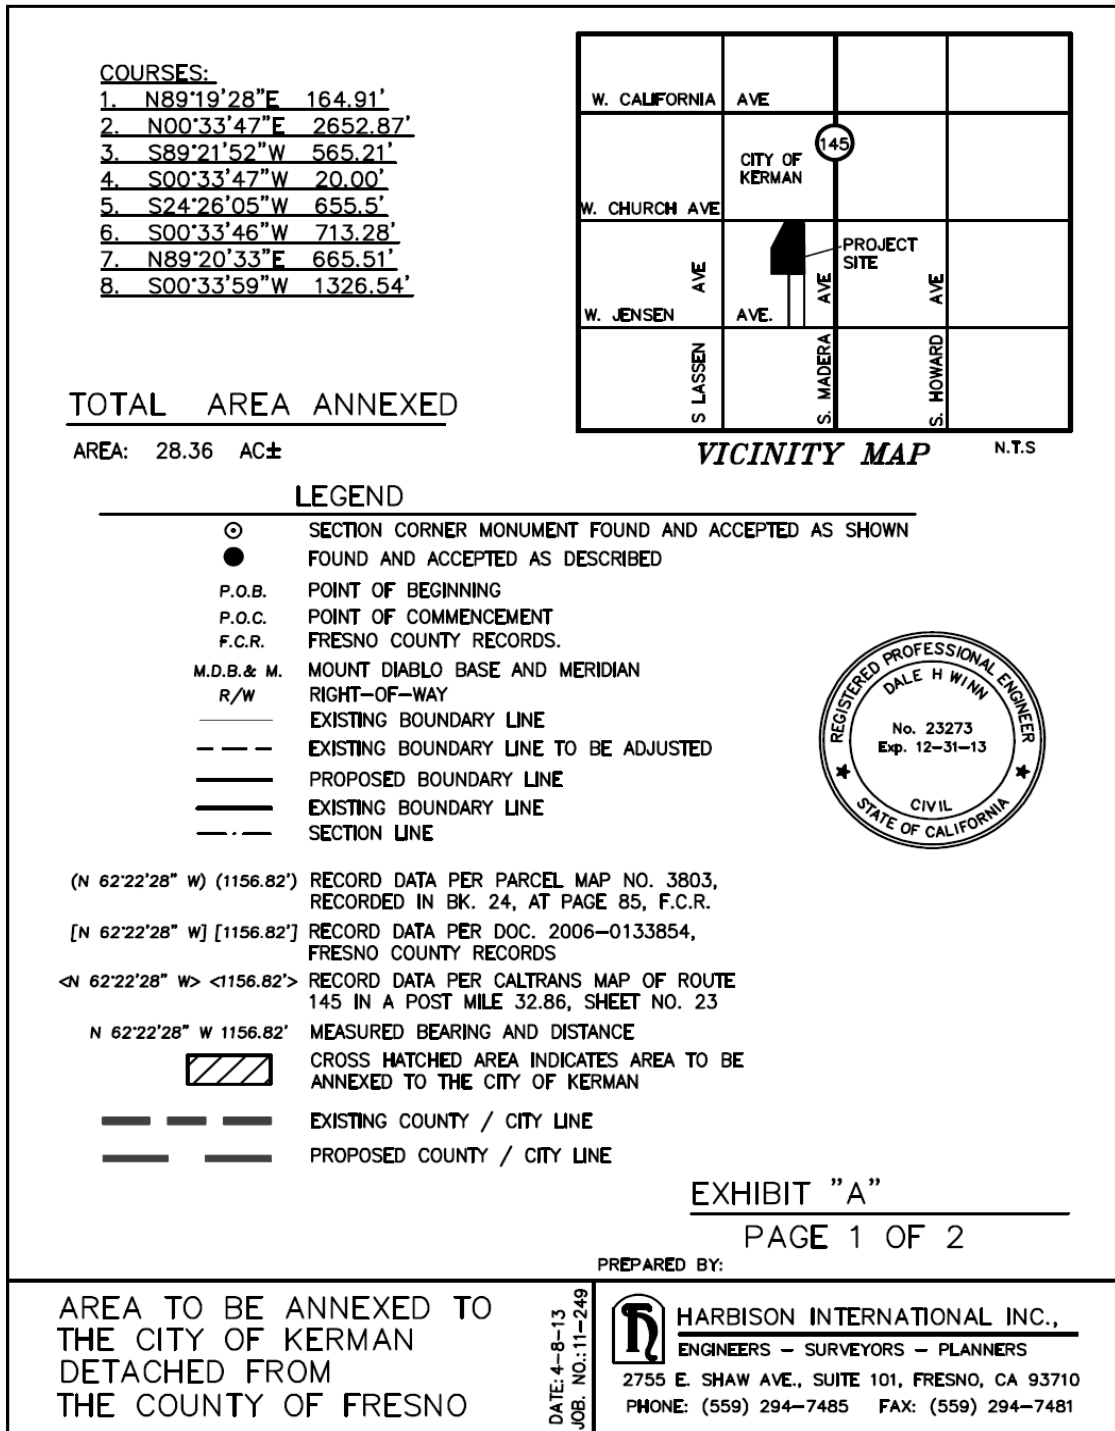 COURSES:
1. N89°19'28"E 164.91'
2. N00°33'47"E 2652.87'
3. S89°21'52"W 565.21'
4. S00°33'47"W 20.00'
5. S24°26'05"W 655.5'
6. S00°33'46"W 713.28'
7. N89°20'33"E 665.51'
8. S00°33'59"W 1326.54'
W. CALIFORNIA AVE
145
CITY OF
KERMAN
W. CHURCH AVE
PROJECT
SITE
W. JENSEN AVE.
S LASSEN AVE
S. MADERA AVE
S. HOWARD AVE
VICINITY MAP
N.T.S
TOTAL AREA ANNEXED
AREA: 28.36 AC±
LEGEND
SECTION CORNER MONUMENT FOUND AND ACCEPTED AS SHOWN
FOUND AND ACCEPTED AS DESCRIBED
P.O.B. POINT OF BEGINNING
P.O.C. POINT OF COMMENCEMENT
F.C.R. FRESNO COUNTY RECORDS.
M.D.B.& M. MOUNT DIABLO BASE AND MERIDIAN
R/W RIGHT-OF-WAY
EXISTING BOUNDARY LINE
EXISTING BOUNDARY LINE TO BE ADJUSTED
PROPOSED BOUNDARY LINE
EXISTING BOUNDARY LINE
SECTION LINE
REGISTERED PROFESSIONAL ENGINEER
DALE H WINN
No. 23273
Exp. 12-31-13
CIVIL
STATE OF CALIFORNIA
(N 62°22'28" W) (1156.82') RECORD DATA PER PARCEL MAP NO. 3803,
RECORDED IN BK. 24, AT PAGE 85, F.C.R.
[N 62°22'28" W] [1156.82'] RECORD DATA PER DOC. 2006-0133854,
FRESNO COUNTY RECORDS
<N 62°22'28" W> <1156.82'> RECORD DATA PER CALTRANS MAP OF ROUTE
145 IN A POST MILE 32.86, SHEET NO. 23
N 62°22'28" W 1156.82' MEASURED BEARING AND DISTANCE
CROSS HATCHED AREA INDICATES AREA TO BE
ANNEXED TO THE CITY OF KERMAN
EXISTING COUNTY / CITY LINE
PROPOSED COUNTY / CITY LINE
EXHIBIT "A"
PAGE 1 OF 2
PREPARED BY:
AREA TO BE ANNEXED TO
THE CITY OF KERMAN
DETACHED FROM
THE COUNTY OF FRESNO
DATE: 4-8-13
JOB. NO.:11-249
HARBISON INTERNATIONAL INC.,
ENGINEERS - SURVEYORS - PLANNERS
2755 E. SHAW AVE., SUITE 101, FRESNO, CA 93710
PHONE: (559) 294-7485 FAX: (559) 294-7481